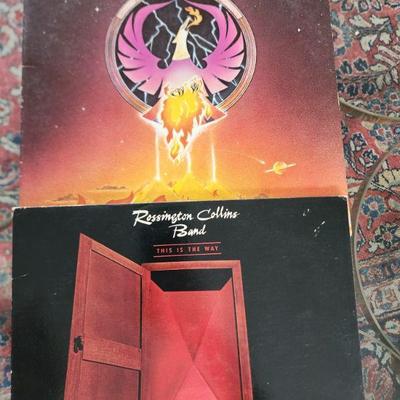 Rossington Collins
Band
THIS IS THE WAY